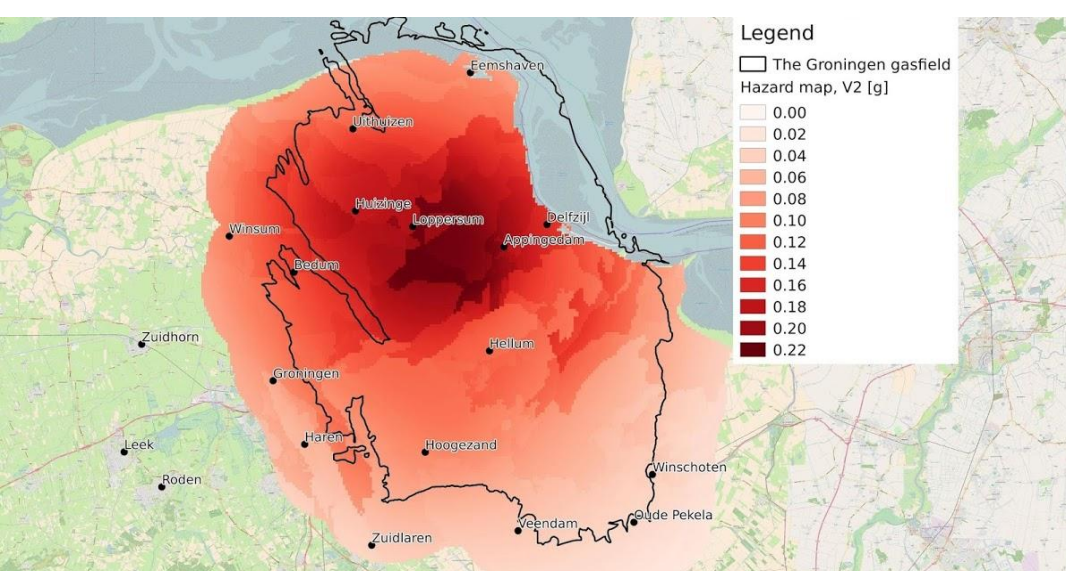 Legend
The Groningen gasfield
Hazard map, V2 [g]
0.00
0.02
0.04
0.06
0.08
0.10
0.12
0.14
0.16
0.18
0.20
0.22
Eemshaven
Uithuizen
Huizinge
Loppersum
Delfzijl
Winsum
Appingedam
Bedum
Zuidhorn
Hellum
Groningen
Haren
Leek
Hoogezand
Roden
Winschoten
Veendam
Oude Pekela
Zuidlaren